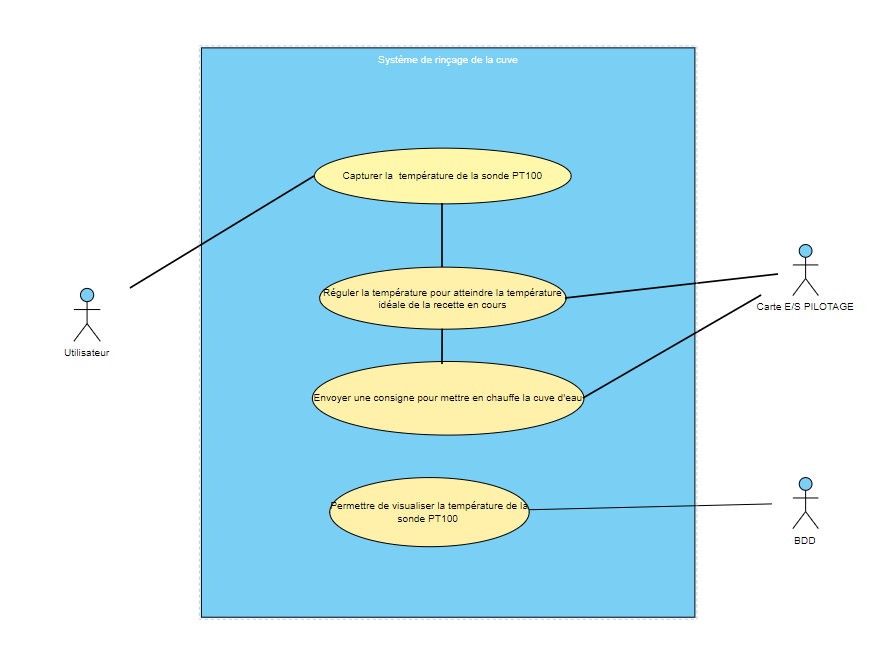 Système de rinçage de la cuve
Capturer la température de la sonde PT100
Réguler la température pour atteindre la température
idéale de la recette en cours
Carte E/S PILOTAGE
Utilisateur
Envoyer une consigne pour mettre en chauffe la cuve d'eau
Permettre de visualiser la température de la
sonde PT100
BDD